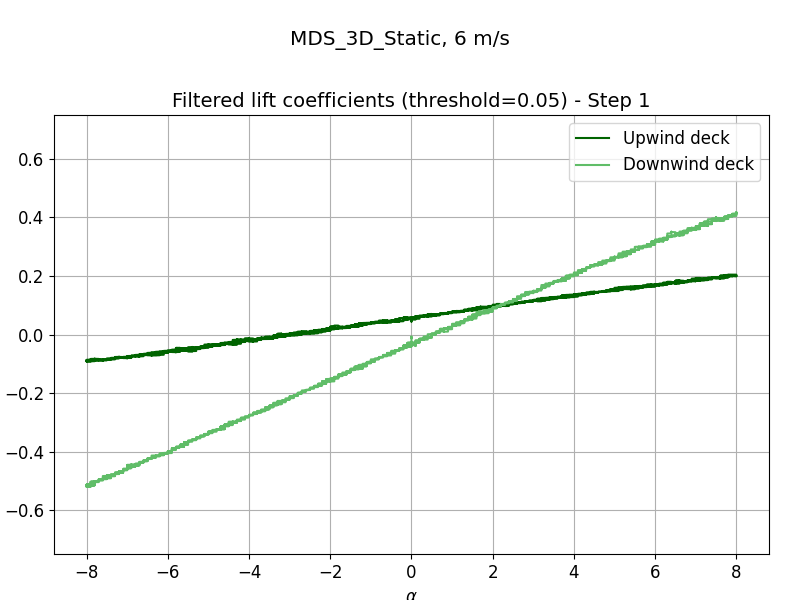 MDS_3D_Static, 6 m/s
Filtered lift coefficients (threshold=0.05) - Step 1
Upwind deck
Downwind deck
0.6
0.4
0.2
0.0
−0.2
−0.4
−0.6
−8 −6 −4 −2 0 2 4 6 8
α